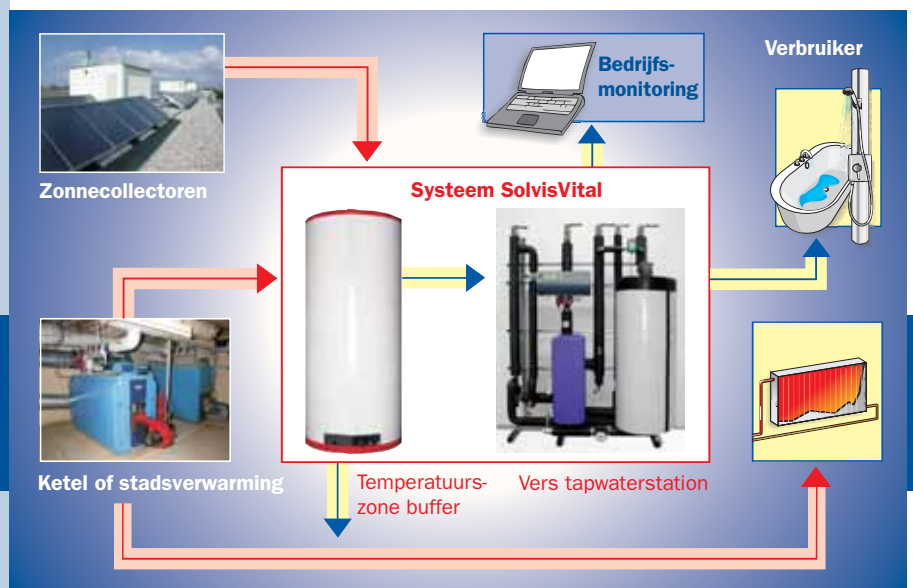 Bedrijfs-
monitoring
Verbruiker
Zonnecollectoren
Systeem SolvisVital
Ketel of stadsverwarming
Temperatuurs-
zone buffer
Vers tapwaterstation